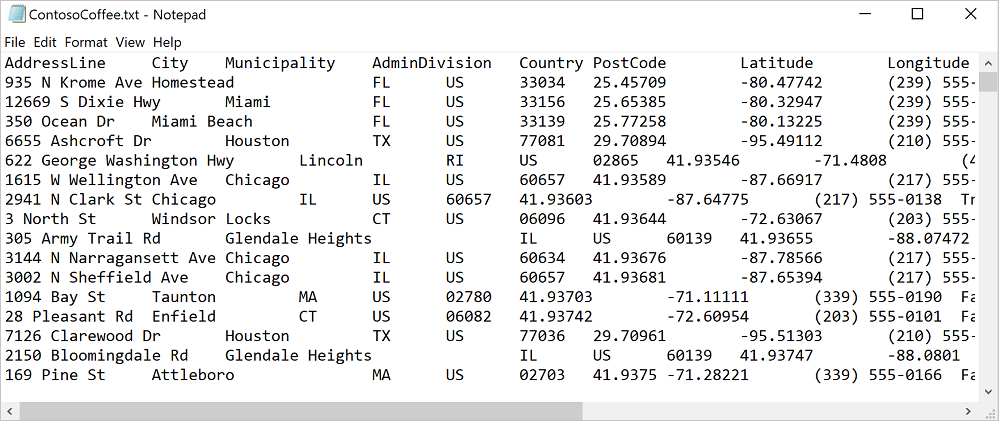 ContosoCoffee.txt - Notepad
File Edit Format View Help
AddressLine City Municipality AdminDivision Country PostCode Latitude Longitude
935 N Krome Ave Homestead FL US 33034 25.45709 -80.47742 (239) 555-
12669 S Dixie Hwy Miami FL US 33156 25.65385 -80.32947 (239) 555-
350 Ocean Dr Miami Beach FL US 33139 25.77258 -80.13225 (239) 555-
6655 Ashcroft Dr Houston TX US 77081 29.70894 -95.49112 (210) 555-
622 George Washington Hwy Lincoln RI US 02865 41.93546 -71.4808 (4
1615 W Wellington Ave Chicago IL US 60657 41.93589 -87.66917 (217) 555-
2941 N Clark St Chicago IL US 60657 41.93603 -87.64775 (217) 555-0138 Tr
3 North St Windsor Locks CT US 06096 41.93644 -72.63067 (203) 555-
305 Army Trail Rd Glendale Heights IL US 60139 41.93655 -88.07472
3144 N Narragansett Ave Chicago IL US 60634 41.93676 -87.78566 (217) 555-
3002 N Sheffield Ave Chicago IL US 60657 41.93681 -87.65394 (217) 555-
1094 Bay St Taunton MA US 02780 41.93703 -71.11111 (339) 555-0190 Fa
28 Pleasant Rd Enfield CT US 06082 41.93742 -72.60954 (203) 555-0101 Fa
7126 Clarewood Dr Houston TX US 77036 29.70961 -95.51303 (210) 555-
2150 Bloomingdale Rd Glendale Heights IL US 60139 41.93747 -88.0801
169 Pine St Attleboro MA US 02703 41.9375 -71.28221 (339) 555-0166 Fa